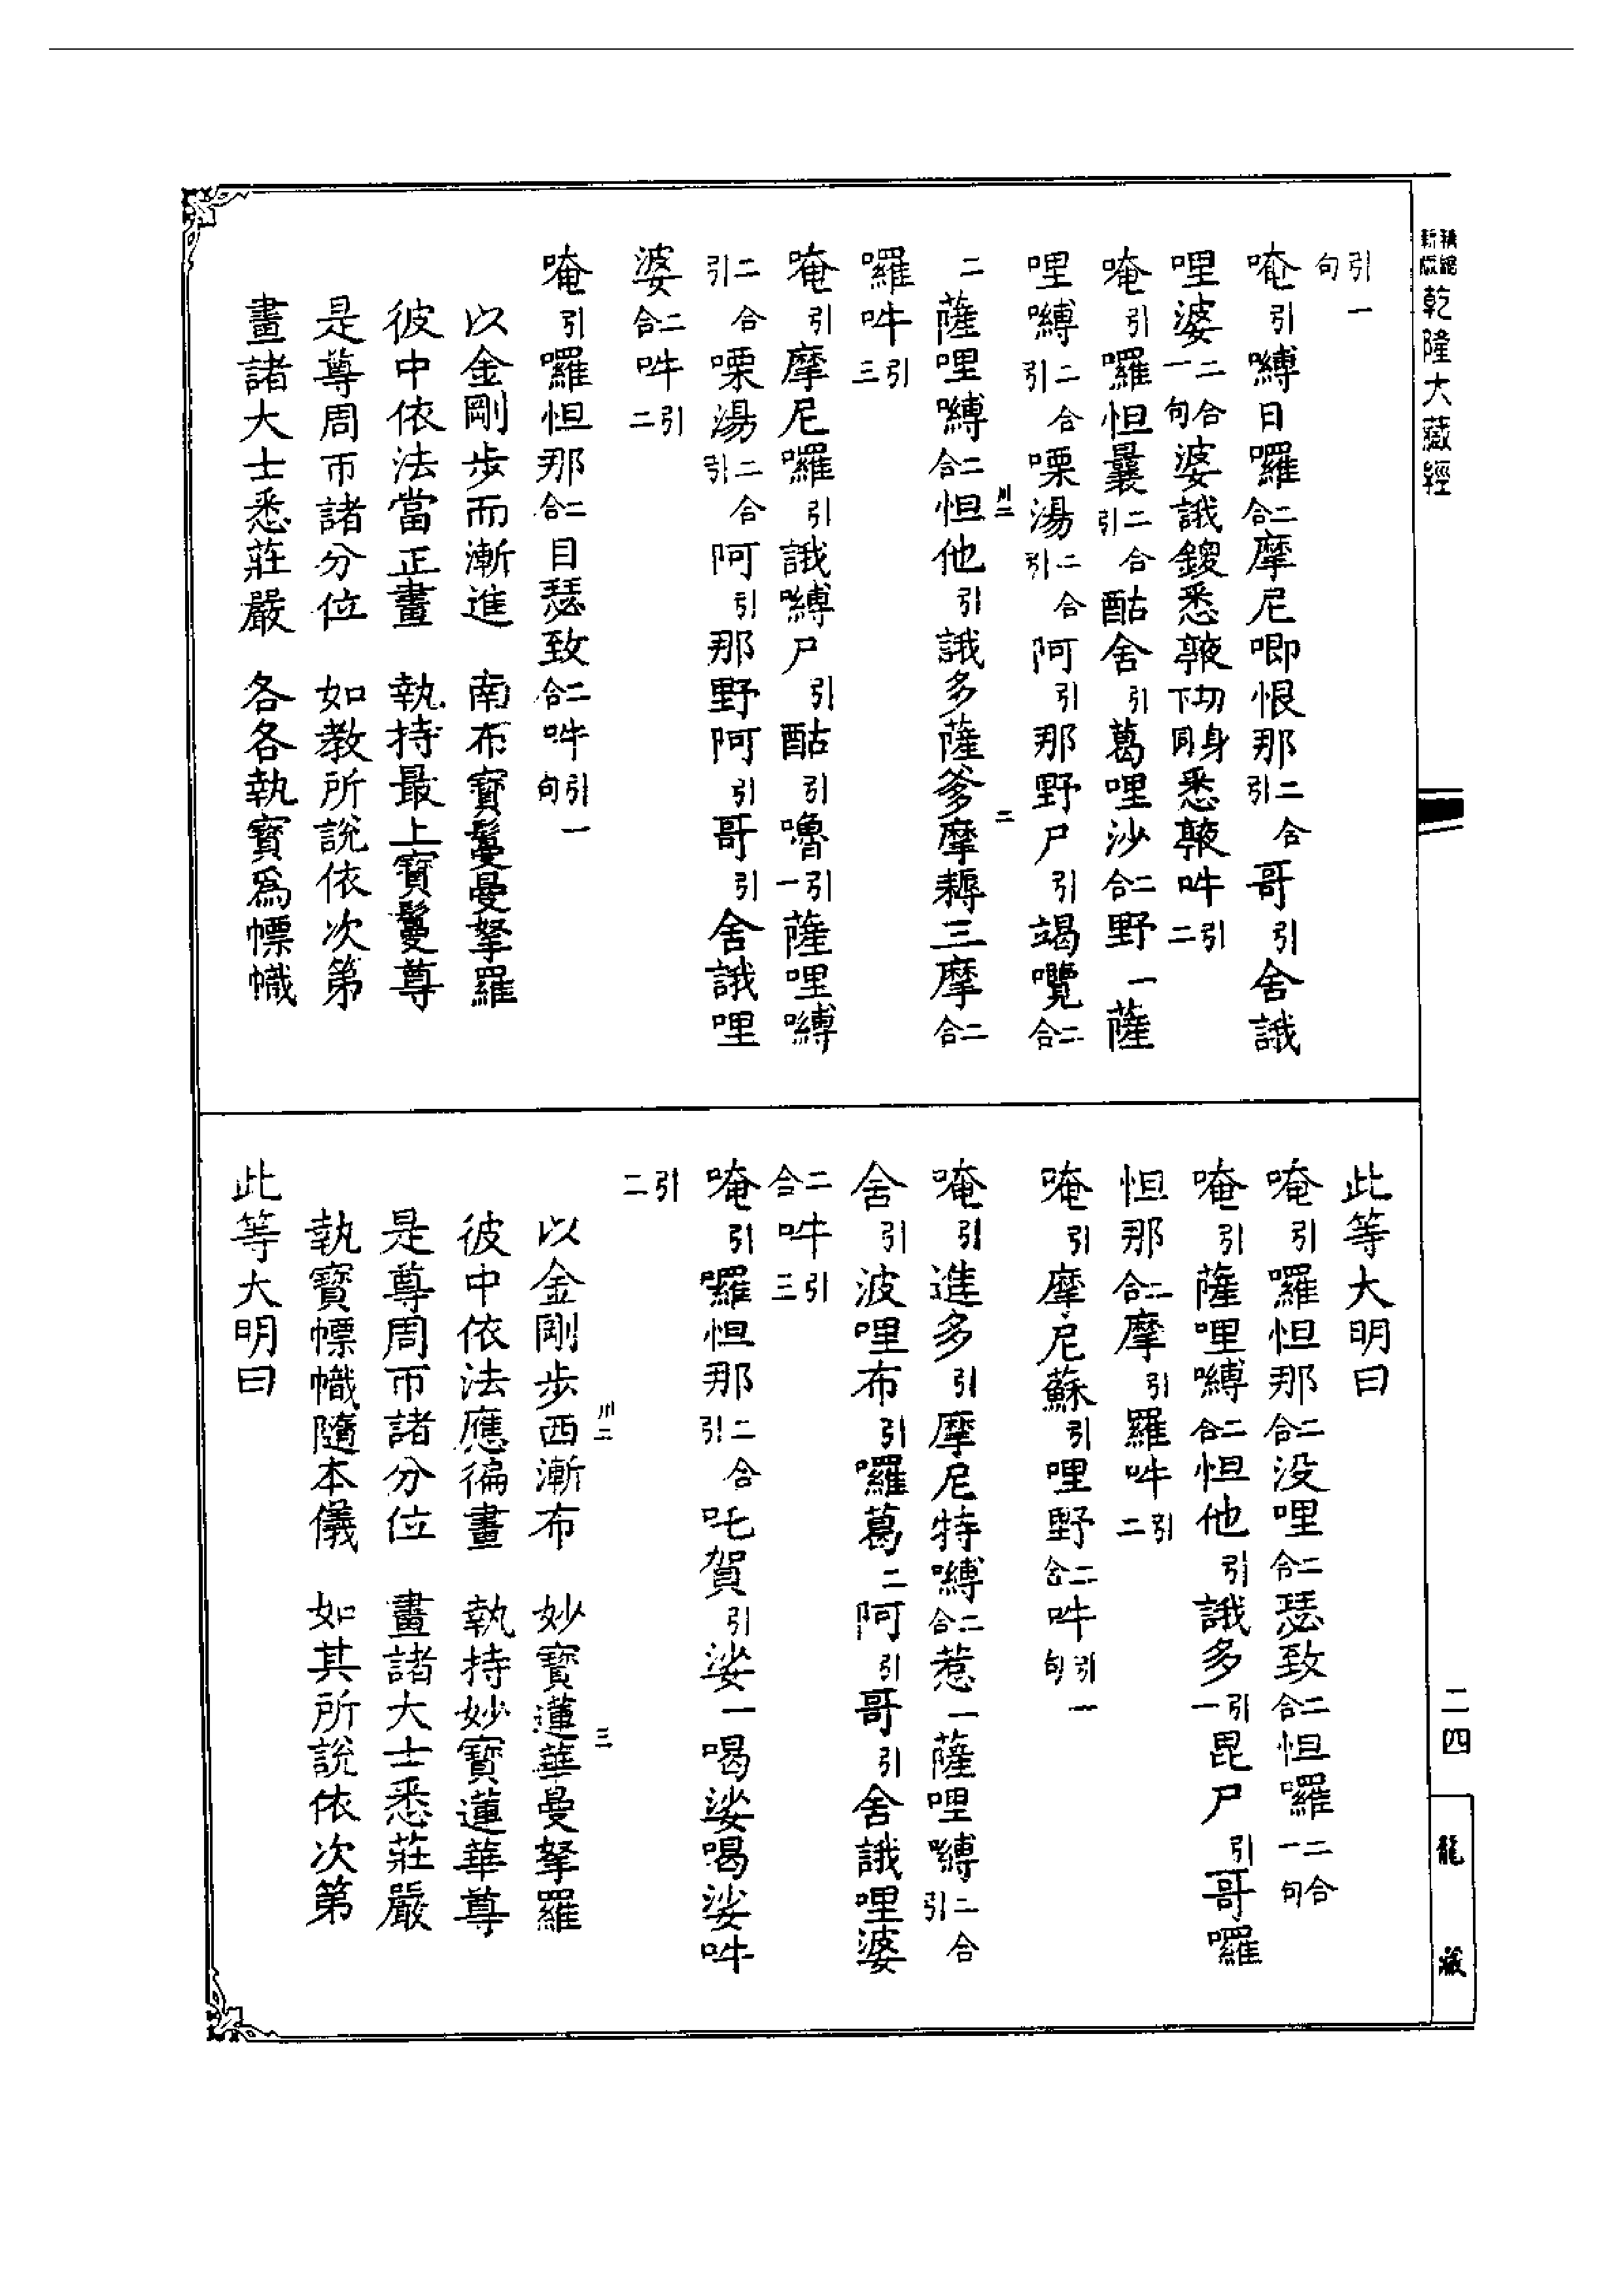 乾隆大藏經
引一句
唵引嚩日囉二合摩尼唧恨那二合引哥引舍誐
哩婆二合一句婆誐鑁悉𠷈切身下同悉𠷈吽引二
唵引羅怛曩二合引酤舍引葛哩沙二合野一薩
哩嚩二合引㗚湯二合引阿引那野尸引竭囕二合
二薩哩嚩二合怛他引誐多薩爹摩耨三摩二合
囉吽引三
唵引摩尼囉引誐嚩尸引酤引嚕引一薩哩嚩
二合引㗚湯二合引阿引那野阿引哥引舍誐哩
婆二合吽引二
唵引囉怛那二合目瑟致二合吽引一句
以金剛步而漸進　南布寶鬘曼拏羅
彼中依法當正畫　執持最上寶鬘尊
是尊周帀諸分位　如教所說依次第
畫諸大士悉莊嚴　各各執寶爲幖幟
此等大明曰
唵引囉怛那二合没哩二合瑟致二合怛囉二合一句
唵引薩哩嚩二合怛他引誐多引一毘尸引哥囉
怛那二合摩引羅吽引二
唵引摩尼蘇引哩野二合吽引一句
唵引進多引摩尼特嚩二合惹一薩哩嚩二合引
舍引波哩布引囉葛二阿引哥引舍誐哩婆
二合吽引三
唵引囉怛那二合引吒賀引娑一喝娑喝娑吽
引二
以金剛步西漸布　妙寶蓮華曼拏羅
彼中依法應徧畫　執持妙寶蓮華尊
是尊周帀諸分位　畫諸大士悉莊嚴
執寶幖幟隨本儀　如其所說依次第
此等大明曰
二四
龍藏